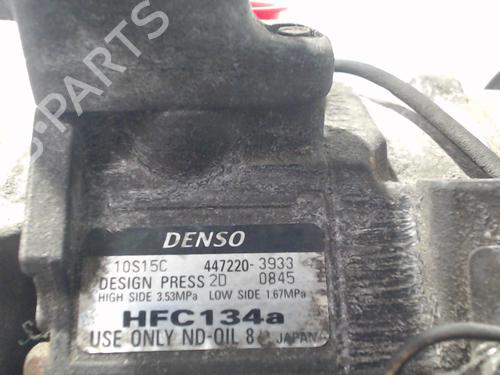 B-PARTS
DENSO
10S15C 447220-3933
DESIGN PRESS 2D 0845
HIGH SIDE 3.53MPa LOW SIDE 1.67MPa
HFC134a
USE ONLY ND-OIL 8 JAPAN